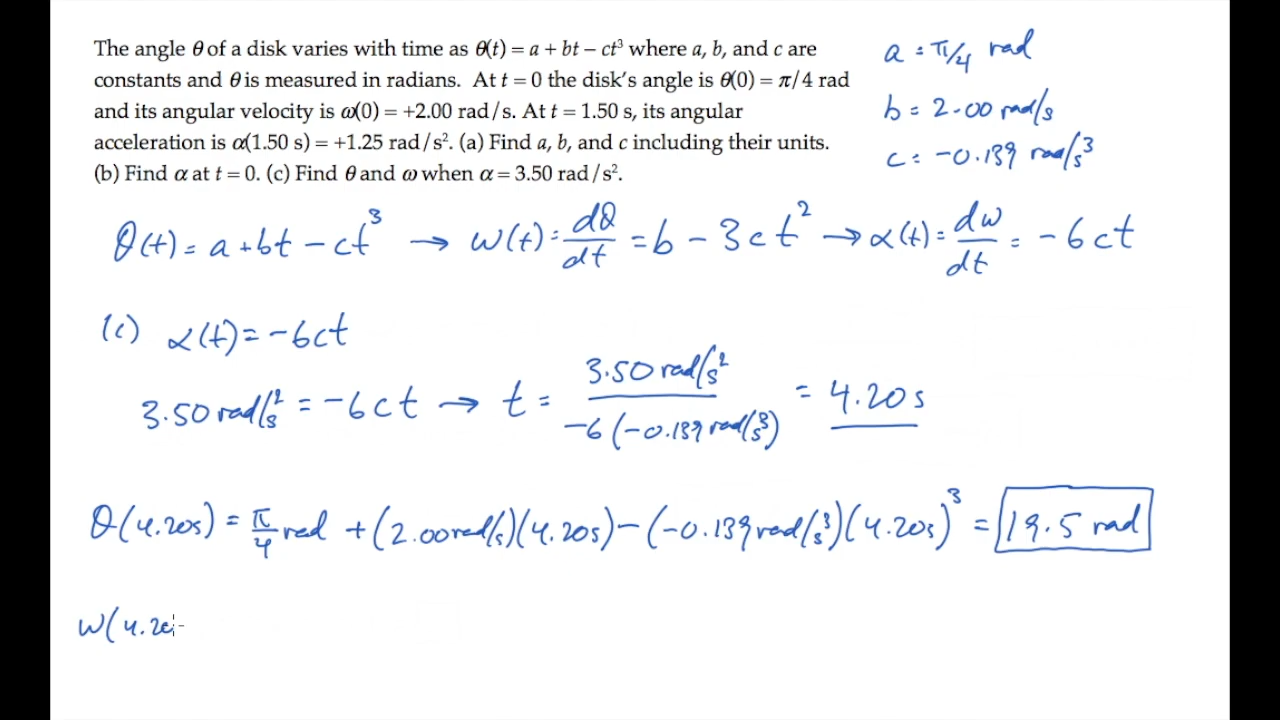 The angle θ of a disk varies with time as θ(t) = a + bt – ct³ where a, b, and c are
constants and θ is measured in radians. At t = 0 the disk's angle is θ(0) = π/4 rad
and its angular velocity is ω(0) = +2.00 rad/s. At t = 1.50 s, its angular
acceleration is α(1.50 s) = +1.25 rad/s². (a) Find a, b, and c including their units.
(b) Find α at t = 0. (c) Find θ and ω when α = 3.50 rad/s².
a = π/4 rad
b = 2.00 rad/s
c = -0.139 rad/s³
θ(t) = a + bt - ct³ → ω(t) = dθ/dt = b - 3ct² → α(t) = dω/dt = -6ct
(c) α(t) = -6ct
3.50 rad/s² = -6ct → t = 3.50 rad/s² / -6(-0.139 rad/s³) = 4.20 s
θ(4.20s) = π/4 rad + (2.00 rad/s)(4.20s) - (-0.139 rad/s³)(4.20s)³ = 19.5 rad
ω(4.20